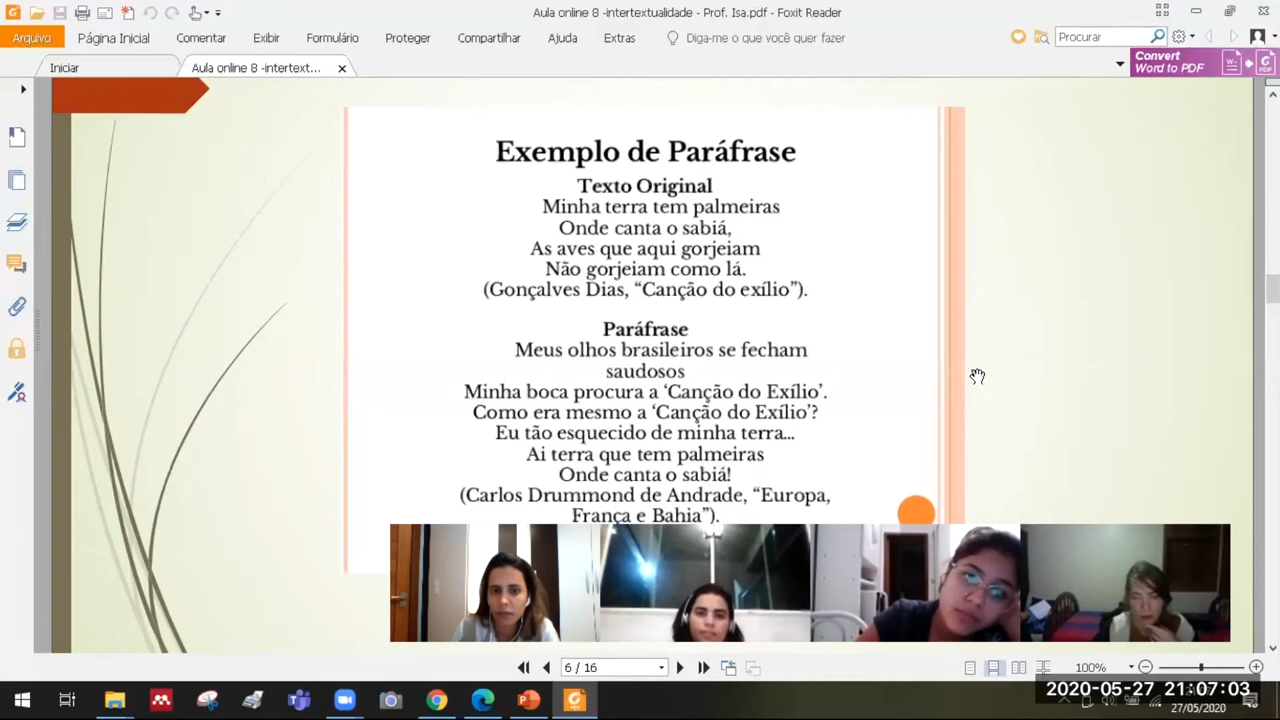 Aula online 8 -intertextualidade - Prof. Isa.pdf - Foxit Reader
Arquivo Página Inicial Comentar Exibir Formulário Proteger Compartilhar Ajuda Extras Diga-me o que você quer fazer Procurar
Iniciar Aula online 8 -intertext... Convert
Word to PDF
Exemplo de Paráfrase
Texto Original
Minha terra tem palmeiras
Onde canta o sabiá,
As aves que aqui gorjeiam
Não gorjeiam como lá.
(Gonçalves Dias, “Canção do exílio”).
Paráfrase
Meus olhos brasileiros se fecham
saudosos
Minha boca procura a ‘Canção do Exílio’.
Como era mesmo a ‘Canção do Exílio’?
Eu tão esquecido de minha terra…
Ai terra que tem palmeiras
Onde canta o sabiá!
(Carlos Drummond de Andrade, “Europa,
França e Bahia”).
6 / 16 100%
2020-05-27 21:07:03
27/05/2020